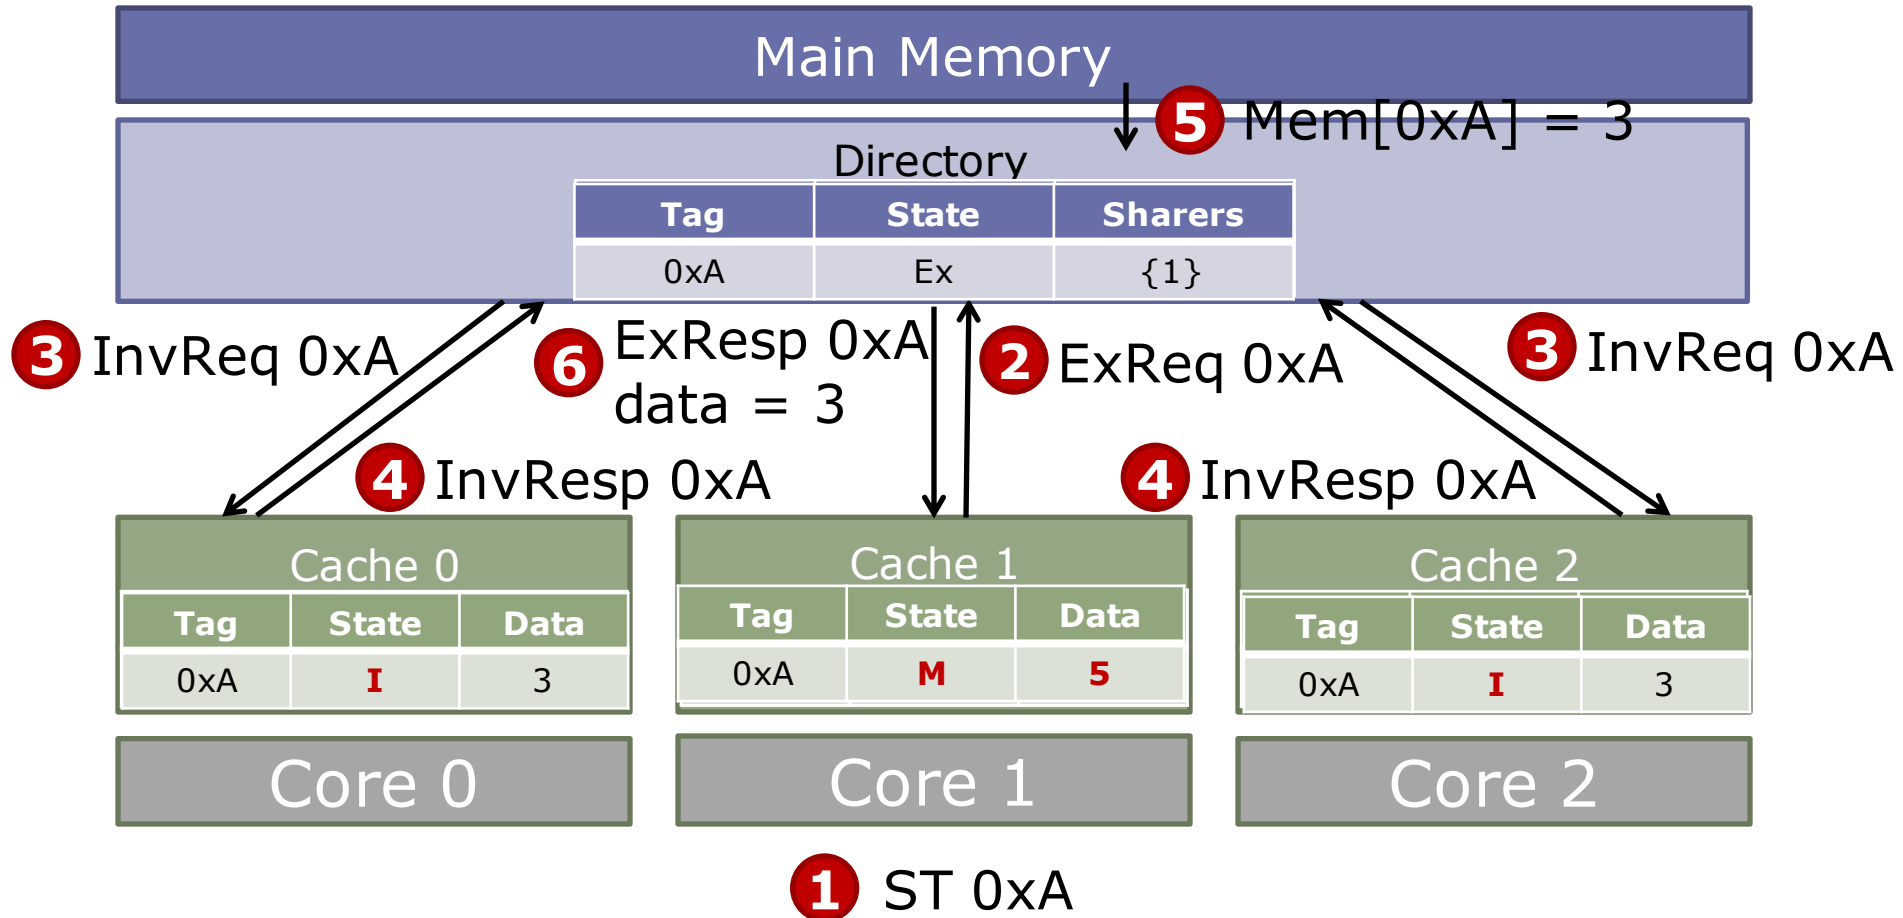 Main Memory
5 Mem[0xA] = 3
Directory
Tag State Sharers
0xA Ex {1}
3 InvReq 0xA
6 ExResp 0xA
data = 3
2 ExReq 0xA
3 InvReq 0xA
4 InvResp 0xA
4 InvResp 0xA
Cache 0
Tag State Data
0xA I 3
Cache 1
Tag State Data
0xA M 5
Cache 2
Tag State Data
0xA I 3
Core 0
Core 1
Core 2
1 ST 0xA